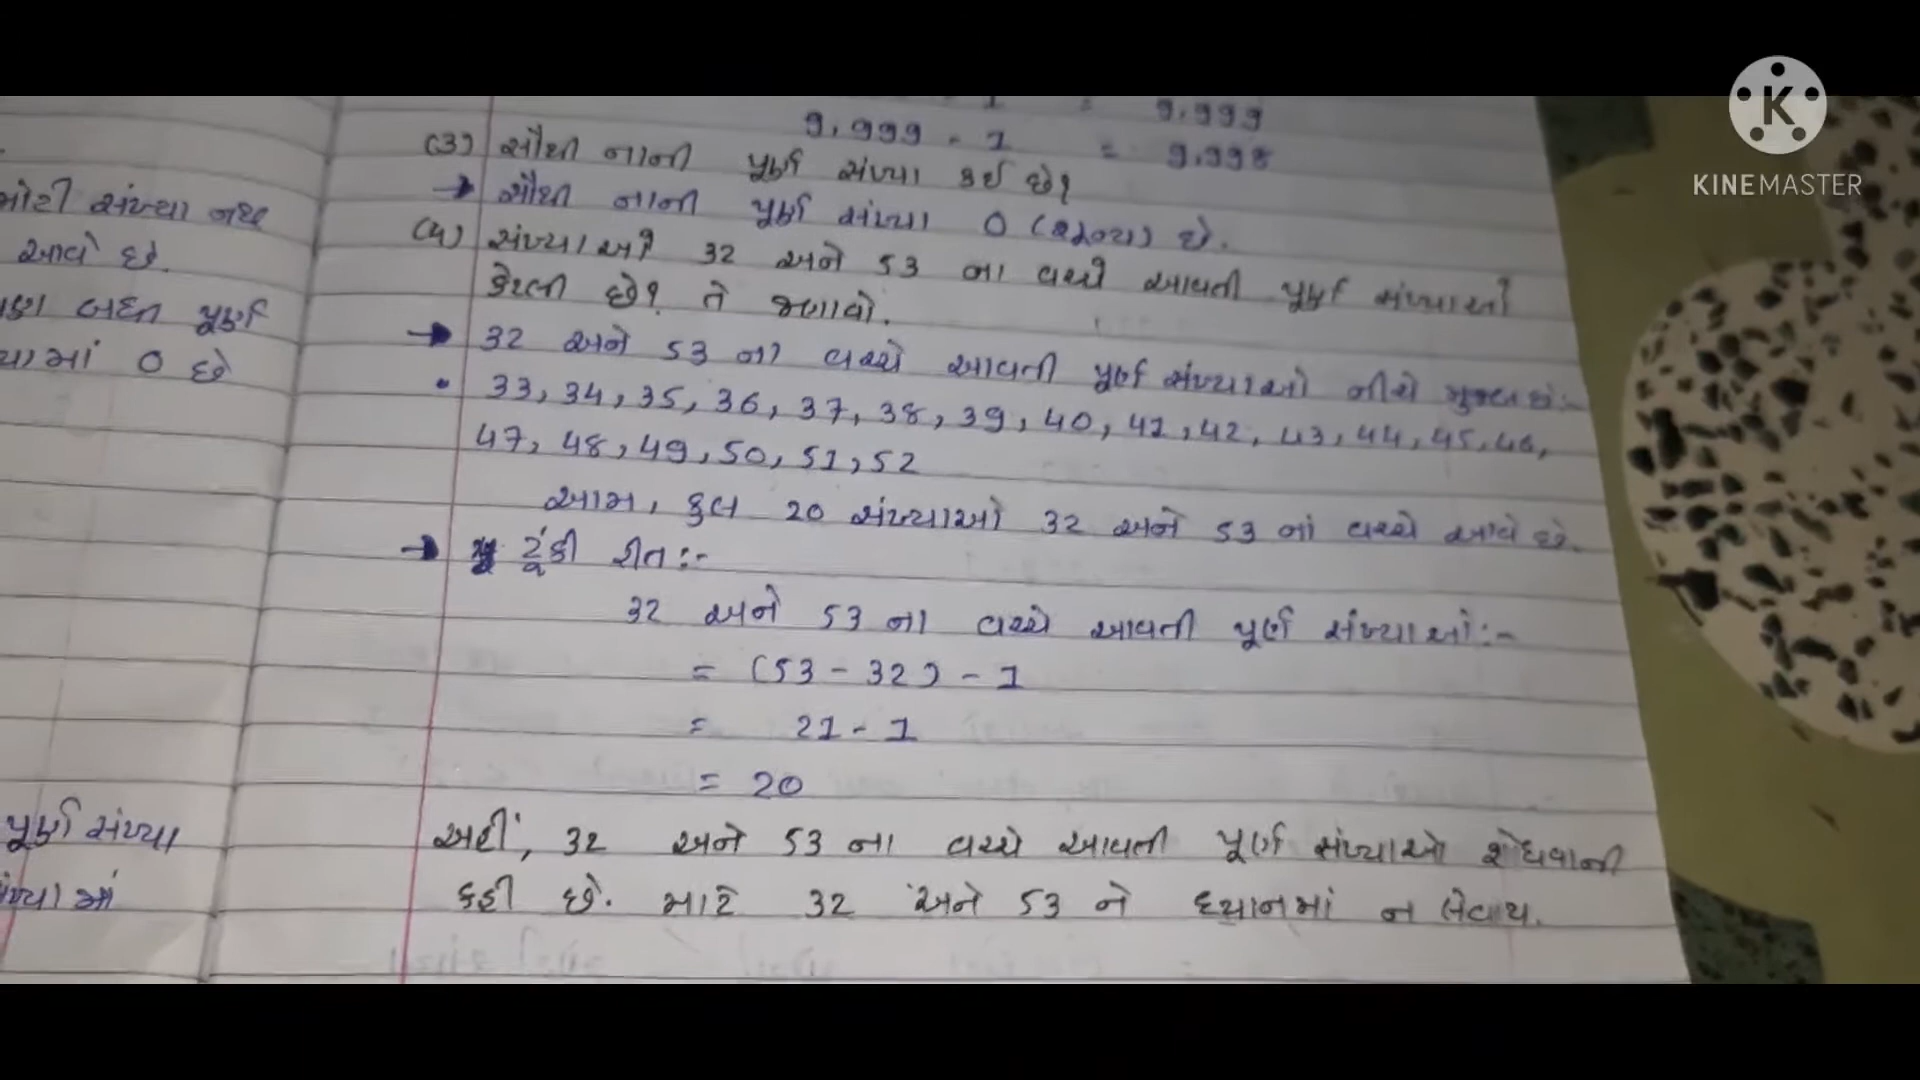 = 9,999
9,999 - 1 = 9,998
(3) સૌથી નાની પૂર્ણ સંખ્યા કઈ છે?
→ સૌથી નાની પૂર્ણ સંખ્યા 0 (શૂન્ય) છે.
(4) સંખ્યાઓ 32 અને 53 ના વચ્ચે આવતી પૂર્ણ સંખ્યાઓ
કેટલી છે? તે જણાવો.
→ 32 અને 53 ના વચ્ચે આવતી પૂર્ણ સંખ્યાઓ નીચે મુજબ છે:-
• 33, 34, 35, 36, 37, 38, 39, 40, 41, 42, 43, 44, 45, 46,
47, 48, 49, 50, 51, 52
આમ, કુલ 20 સંખ્યાઓ 32 અને 53 નાં વચ્ચે આવે છે.
→ ટૂંકી રીત :-
32 અને 53 ના વચ્ચે આવતી પૂર્ણ સંખ્યાઓ:-
= (53 - 32) - 1
= 21 - 1
= 20
અહીં, 32 અને 53 ના વચ્ચે આવતી પૂર્ણ સંખ્યાઓ શોધવાની
કહી છે. માટે 32 અને 53 ને ધ્યાનમાં ન લેવાય.
મોટી સંખ્યા
આવે છે.
પૂર્ણ
0 છે
પૂર્ણ સંખ્યા
માં
KINEMASTER